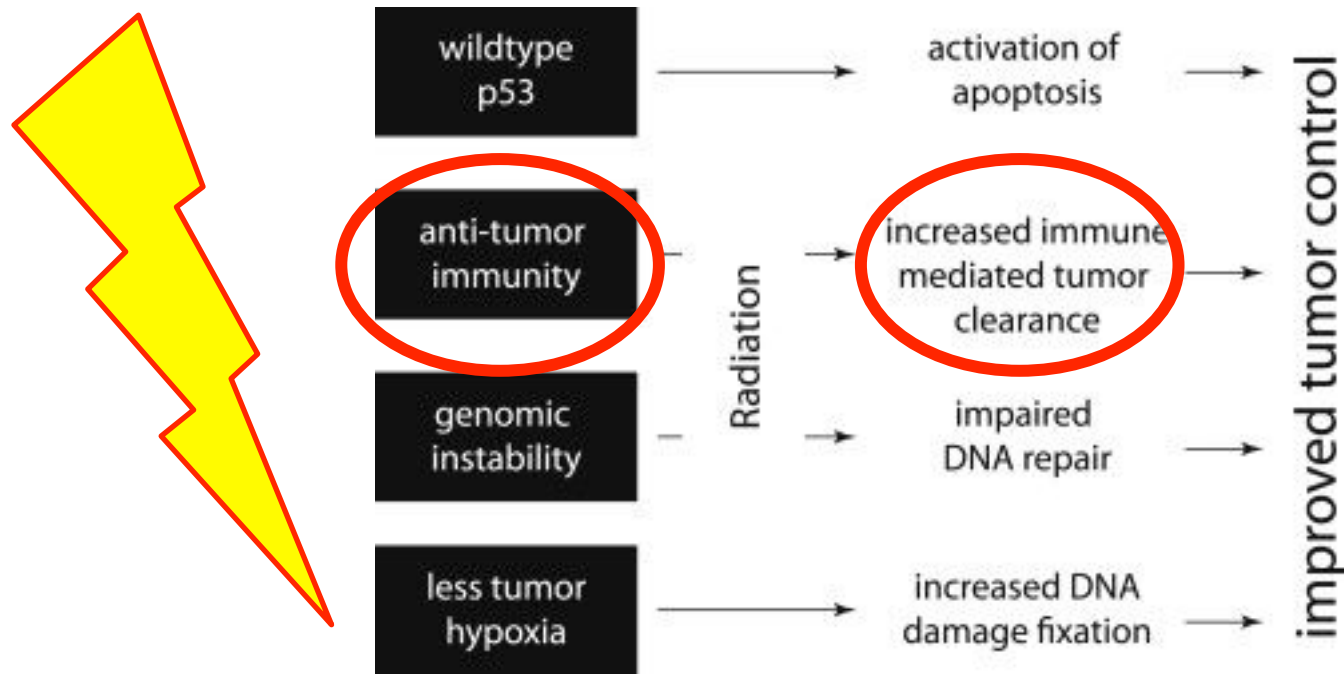 wildtype
p53
activation of
apoptosis
anti-tumor
immunity
increased immune
mediated tumor
clearance
Radiation
genomic
instability
impaired
DNA repair
less tumor
hypoxia
increased DNA
damage fixation
improved tumor control